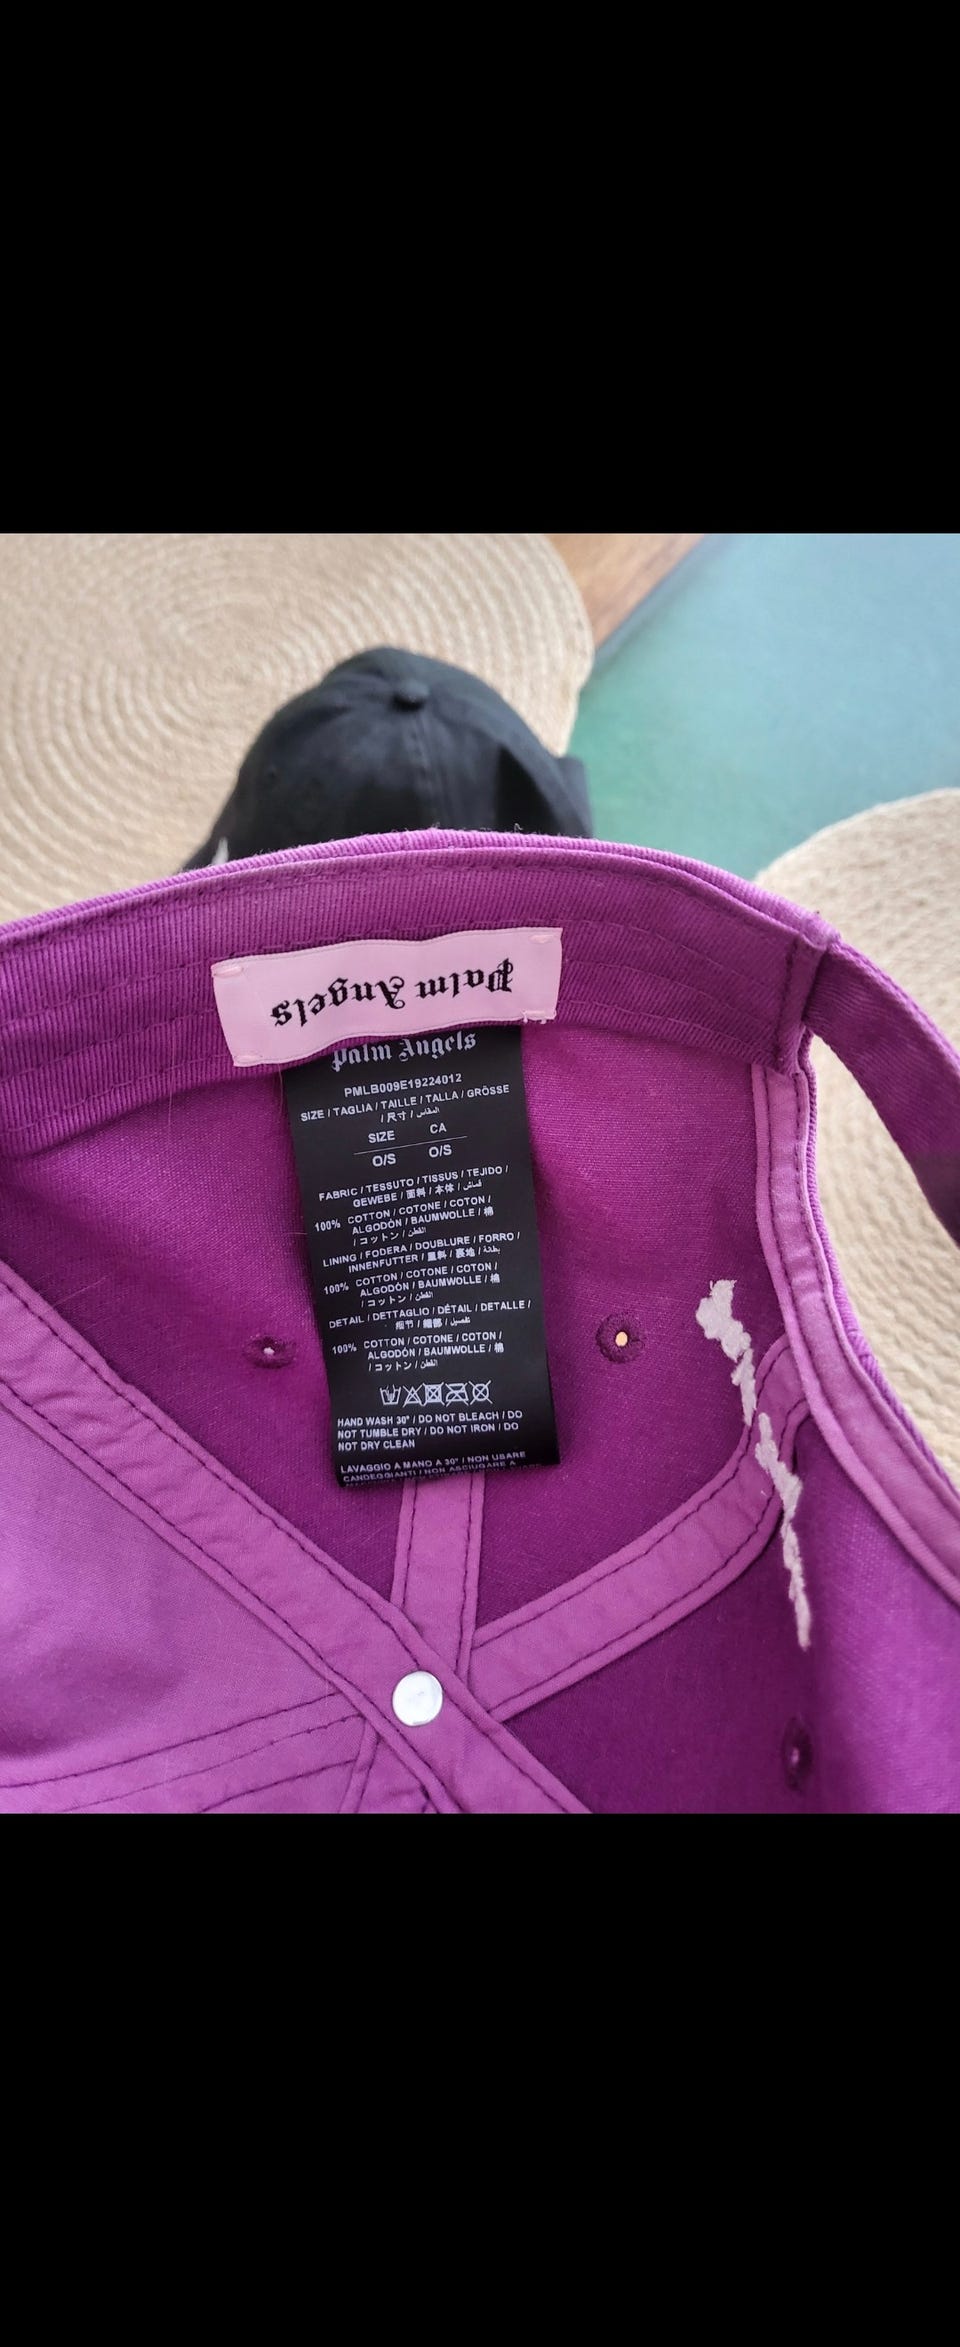 Palm Angels
Palm Angels
PMLB009E19224012
SIZE / TAGLIA / TAILLE / TALLA / GRÖSSE
/ 尺寸 / المقاس
SIZE CA
O/S O/S
FABRIC / TESSUTO / TISSUS / TEJIDO /
GEWEBE / 面料 / 本体 / قماش
100% COTTON / COTONE / COTON /
ALGODÓN / BAUMWOLLE / 棉
/ コットン / القطن
LINING / FODERA / DOUBLURE / FORRO /
INNENFUTTER / 里料 / 裏地 / بطانة
100% COTTON / COTONE / COTON /
ALGODÓN / BAUMWOLLE / 棉
/ コットン / القطن
DETAIL / DETTAGLIO / DÉTAIL / DETALLE /
细节 / 細部 / تفصيل
100% COTTON / COTONE / COTON /
ALGODÓN / BAUMWOLLE / 棉
/ コットン / القطن
HAND WASH 30° / DO NOT BLEACH / DO
NOT TUMBLE DRY / DO NOT IRON / DO
NOT DRY CLEAN
LAVAGGIO A MANO A 30° / NON USARE
CANDEGGIANTI / NON ASCIUGARE A